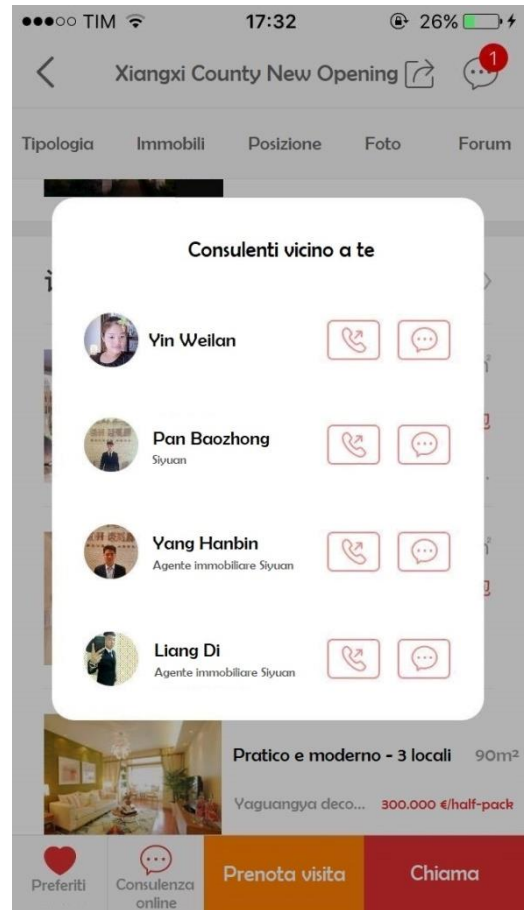 TIM 17:32 26%
Xiangxi County New Opening
1
Tipologia Immobili Posizione Foto Forum
Consulenti vicino a te
Yin Weilan
Pan Baozhong
Siyuan
Yang Hanbin
Agente immobiliare Siyuan
Liang Di
Agente immobiliare Siyuan
Pratico e moderno - 3 locali 90m²
Yaguangya deco... 300.000 €/half-pack
Preferiti
Consulenza
online
Prenota visita
Chiama